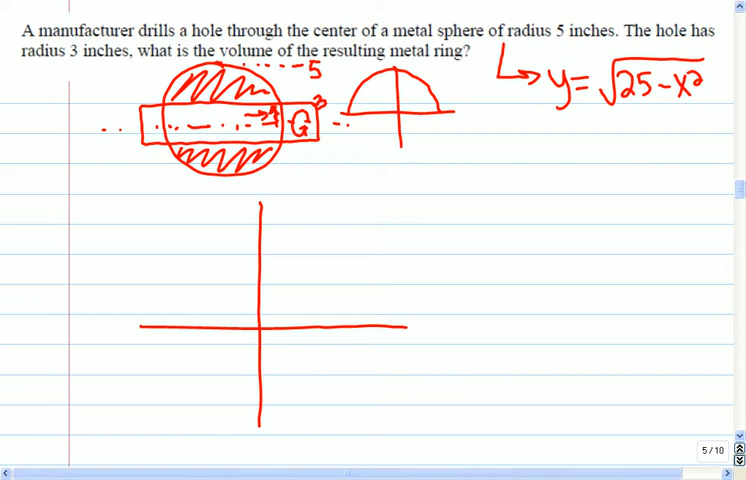 A manufacturer drills a hole through the center of a metal sphere of radius 5 inches. The hole has
radius 3 inches, what is the volume of the resulting metal ring?
y = √25 - x²
5
3
5 / 10